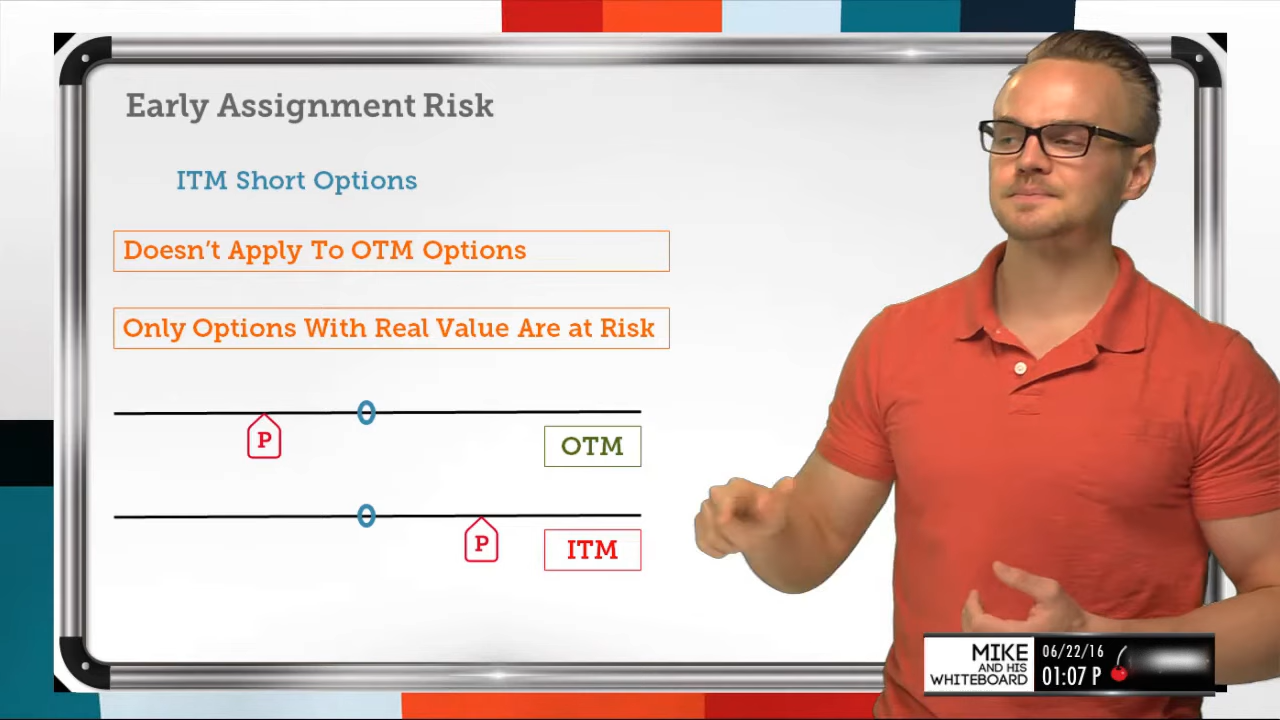 Early Assignment Risk
ITM Short Options
Doesn't Apply To OTM Options
Only Options With Real Value Are at Risk
P
OTM
P
ITM
MIKE
AND HIS
WHITEBOARD
06/22/16
01:07 P